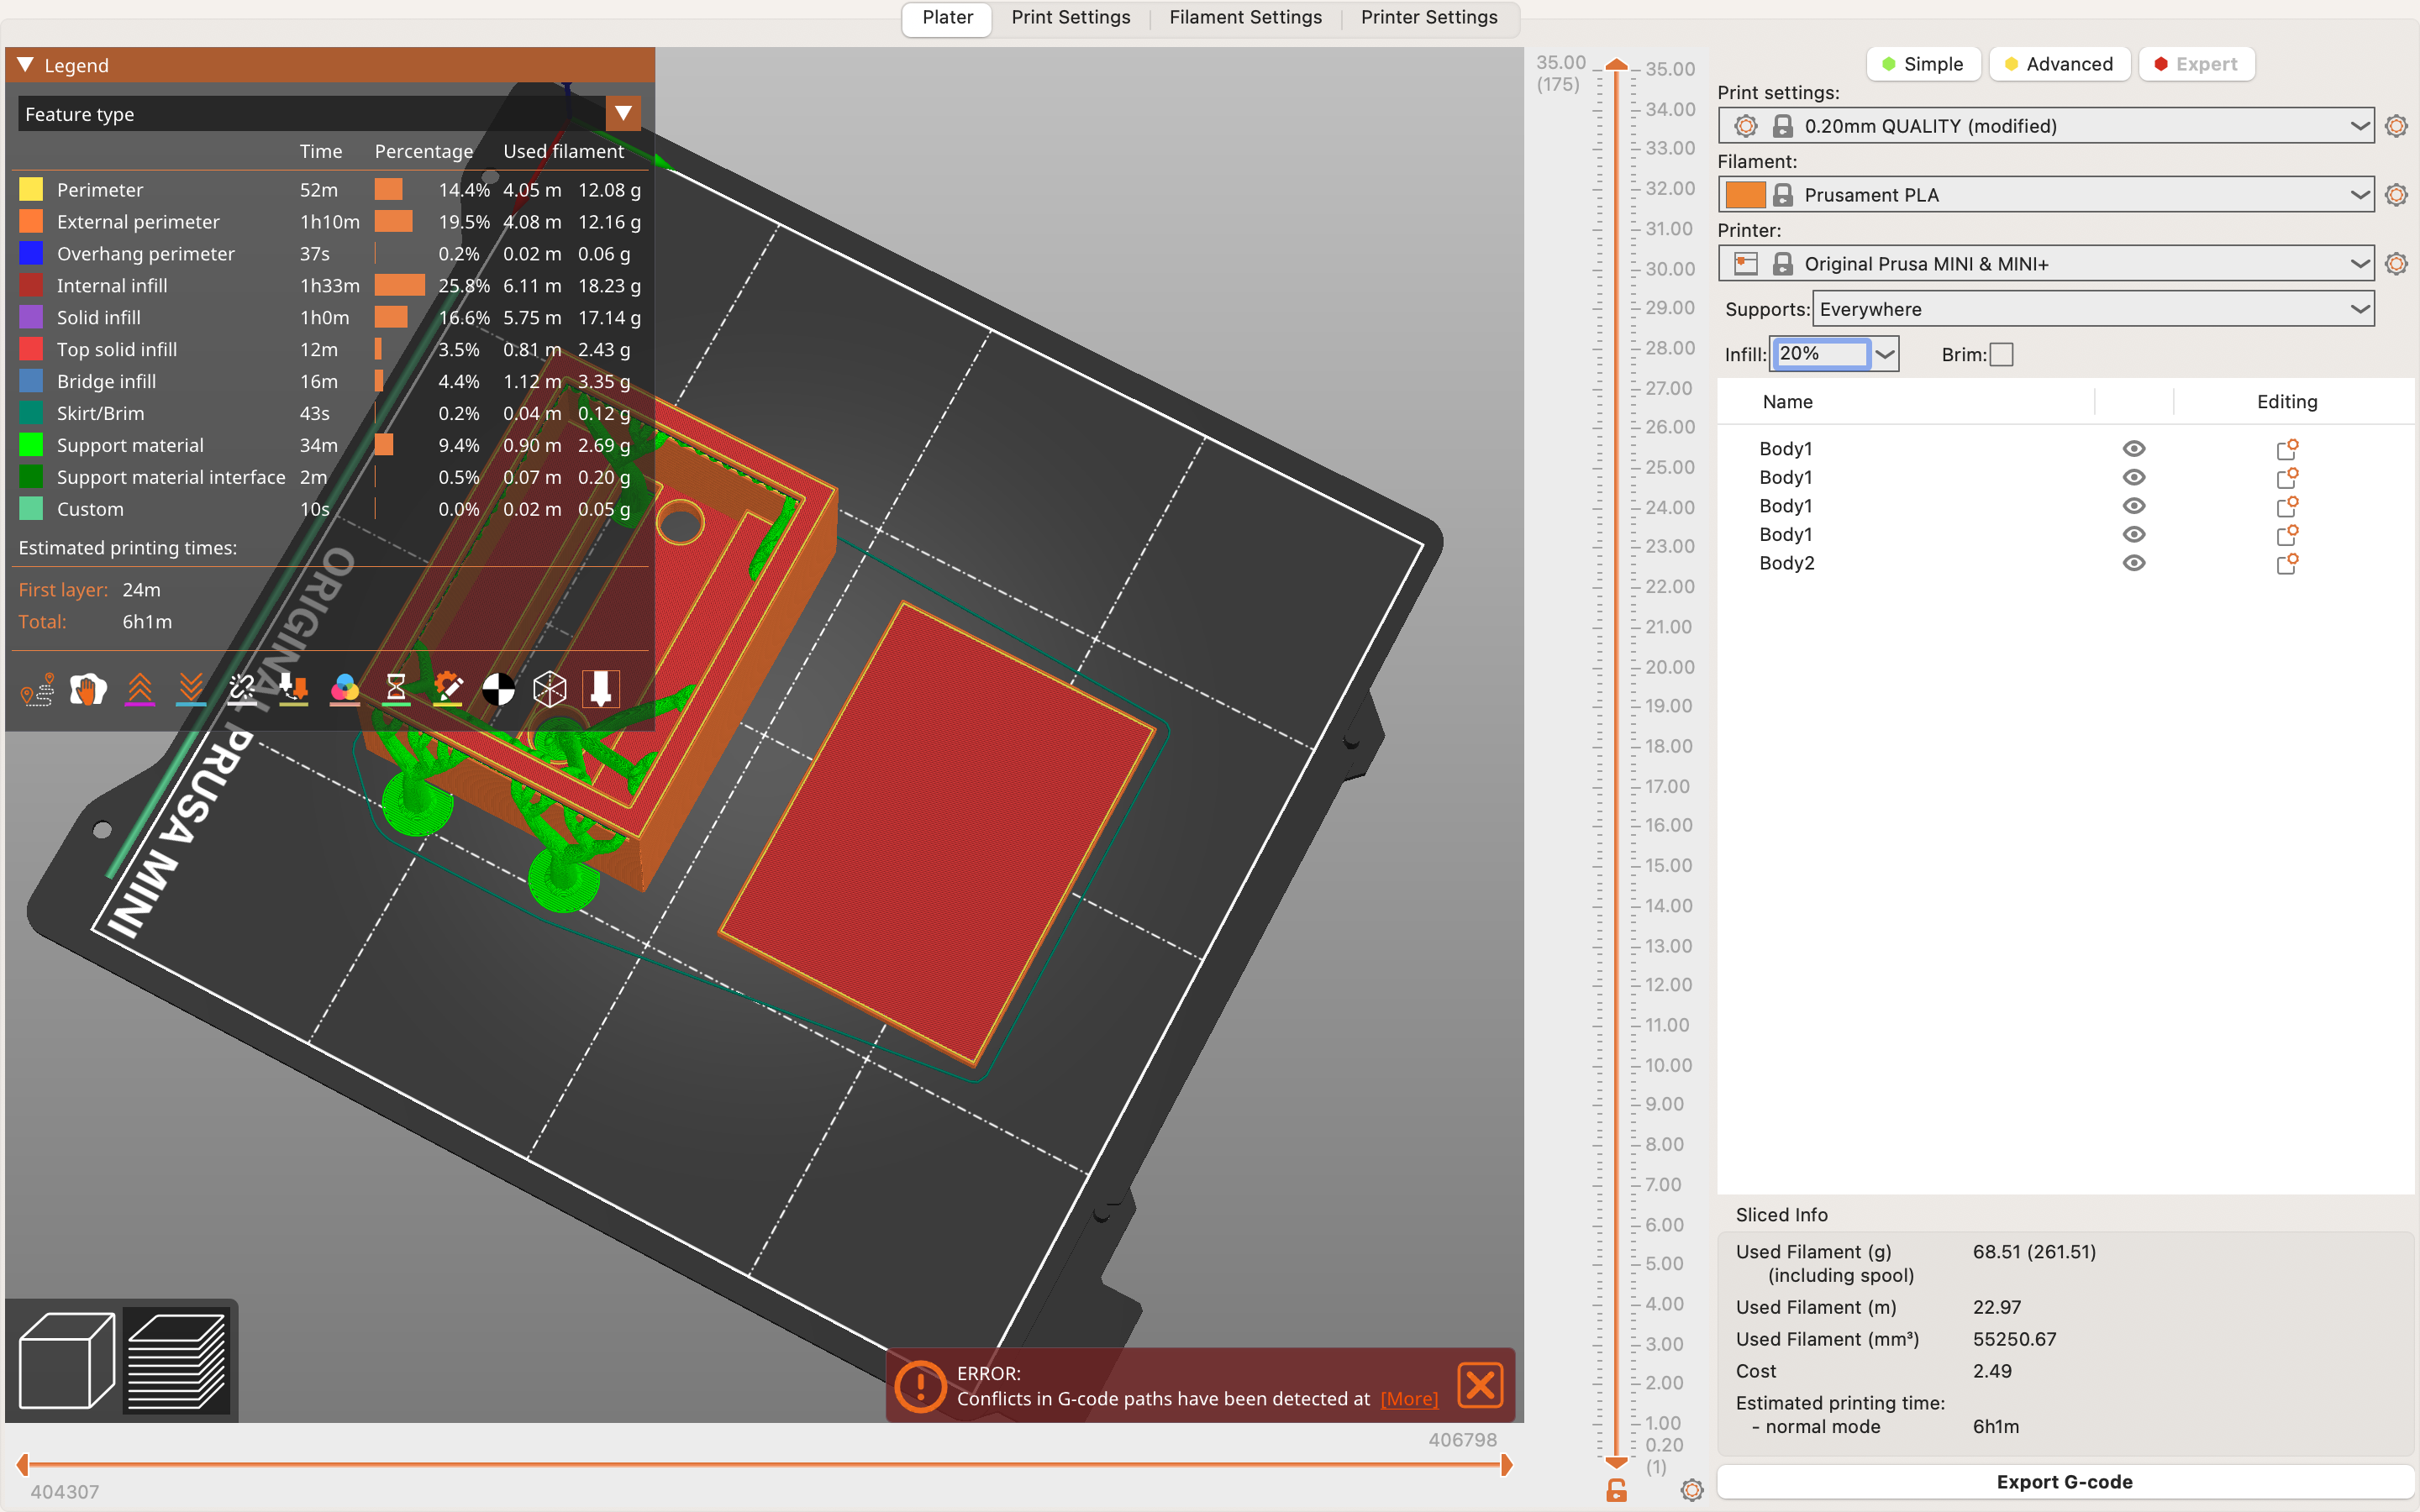 Plater Print Settings Filament Settings Printer Settings
Legend
Feature type
Time Percentage Used filament
Perimeter 52m 14.4% 4.05 m 12.08 g
External perimeter 1h10m 19.5% 4.08 m 12.16 g
Overhang perimeter 37s 0.2% 0.02 m 0.06 g
Internal infill 1h33m 25.8% 6.11 m 18.23 g
Solid infill 1h0m 16.6% 5.75 m 17.14 g
Top solid infill 12m 3.5% 0.81 m 2.43 g
Bridge infill 16m 4.4% 1.12 m 3.35 g
Skirt/Brim 43s 0.2% 0.04 m 0.12 g
Support material 34m 9.4% 0.90 m 2.69 g
Support material interface 2m 0.5% 0.07 m 0.20 g
Custom 10s 0.0% 0.02 m 0.05 g
Estimated printing times:
First layer: 24m
Total: 6h1m
ORIGINAL PRUSA MINI
ERROR:
Conflicts in G-code paths have been detected at [More]
406798
404307
35.00
(175)
35.00
34.00
33.00
32.00
31.00
30.00
29.00
28.00
27.00
26.00
25.00
24.00
23.00
22.00
21.00
20.00
19.00
18.00
17.00
16.00
15.00
14.00
13.00
12.00
11.00
10.00
9.00
8.00
7.00
6.00
5.00
4.00
3.00
2.00
1.00
0.20
(1)
Simple Advanced Expert
Print settings:
0.20mm QUALITY (modified)
Filament:
Prusament PLA
Printer:
Original Prusa MINI & MINI+
Supports: Everywhere
Infill: 20% Brim:
Name Editing
Body1
Body1
Body1
Body1
Body2
Sliced Info
Used Filament (g) 68.51 (261.51)
(including spool)
Used Filament (m) 22.97
Used Filament (mm³) 55250.67
Cost 2.49
Estimated printing time:
- normal mode 6h1m
Export G-code